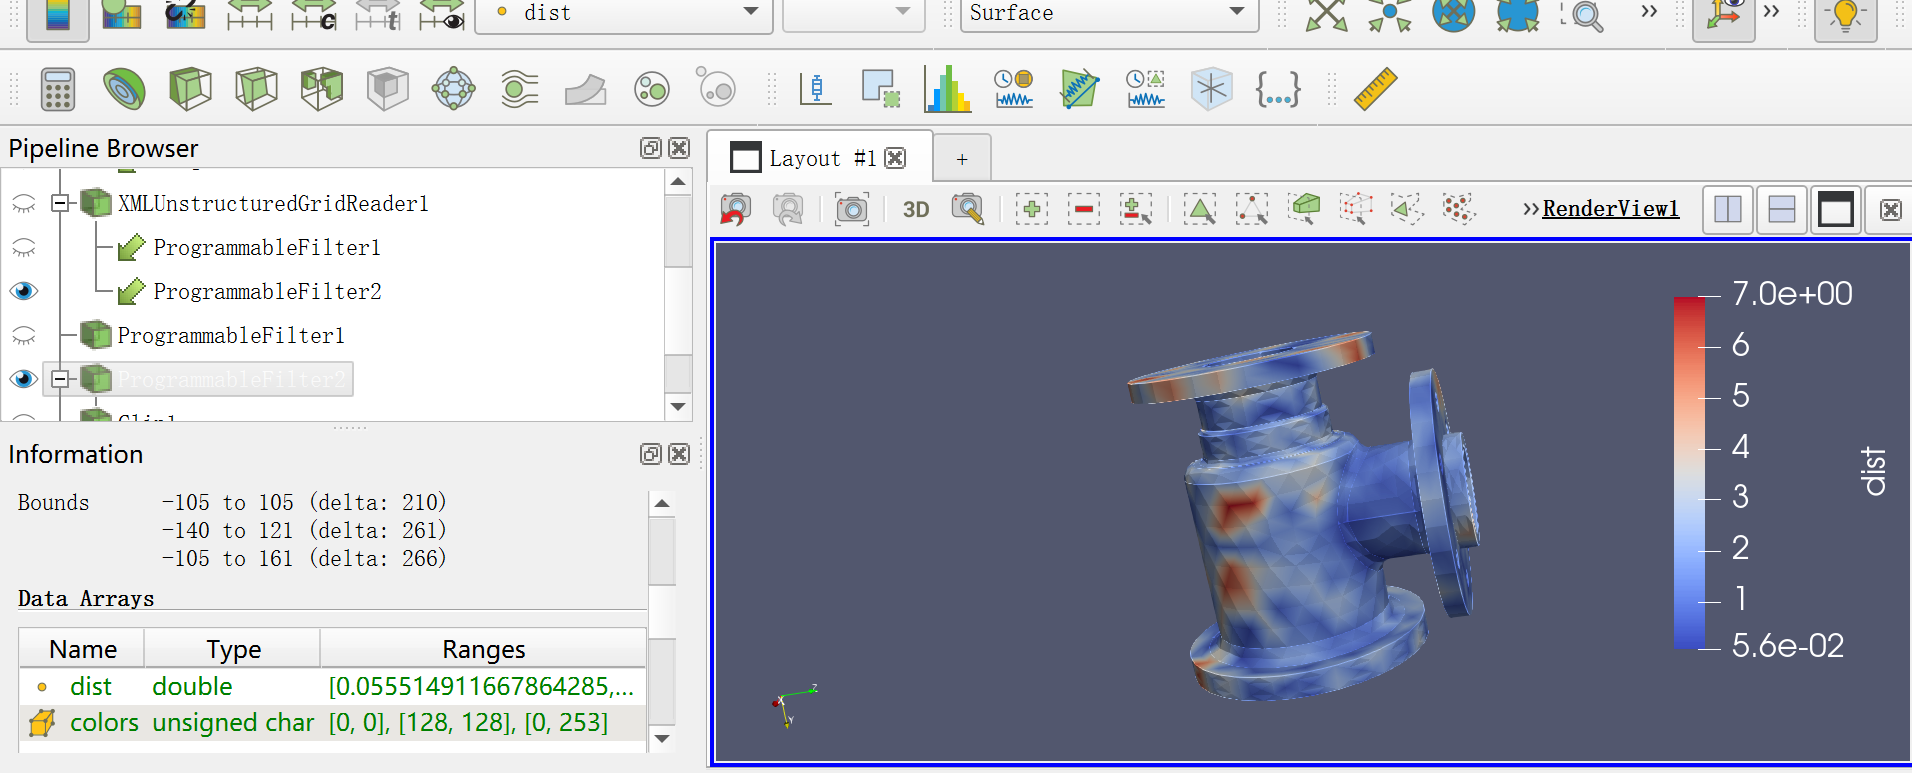 dist
Surface
c
t
Pipeline Browser
XMLUnstructuredGridReader1
ProgrammableFilter1
ProgrammableFilter2
ProgrammableFilter1
ProgrammableFilter2
Clip1
Information
Bounds -105 to 105 (delta: 210)
-140 to 121 (delta: 261)
-105 to 161 (delta: 266)
Data Arrays
Name Type Ranges
dist double [0.055514911667864285,...
colors unsigned char [0, 0], [128, 128], [0, 253]
Layout #1
+
3D
RenderView1
7.0e+00
6
5
4
3
2
1
5.6e-02
dist
Z
X
Y